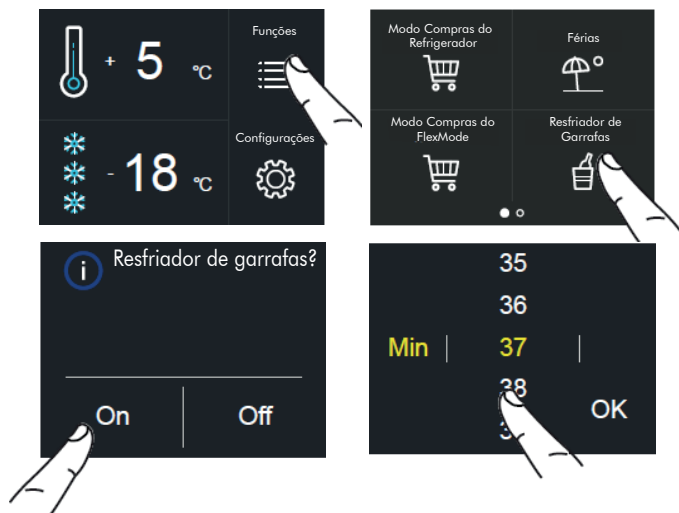 Funções
+ 5 °C
Configurações
- 18 °C
Modo Compras do
Refrigerador
Férias
Modo Compras do
FlexMode
Resfriador de
Garrafas
i Resfriador de garrafas?
On
Off
35
36
Min 37
38
OK